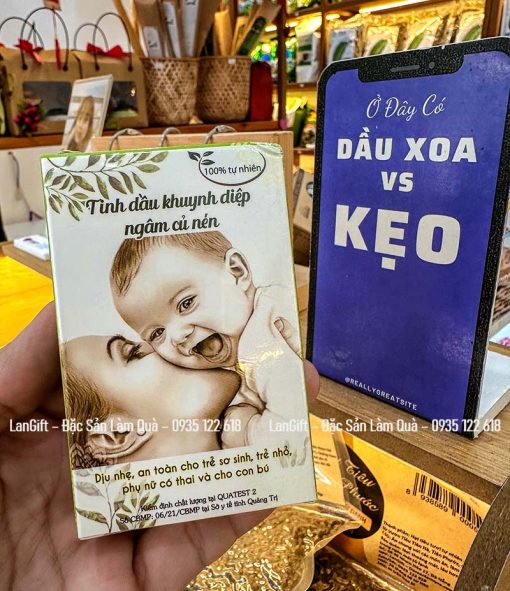 100% tự nhiên
Tinh dầu khuynh diệp
ngâm củ nén
Dịu nhẹ, an toàn cho trẻ sơ sinh, trẻ nhỏ,
phụ nữ có thai và cho con bú
Kiểm định chất lượng tại QUATEST 2
Số CBMP: 06/21/CBMP tại Sở y tế tỉnh Quảng Trị
Ở Đây Có
DẦU XOA
VS
KẸO
@REALLYGREATSITE
LanGift – Đặc Sản Làm Quà – 0935 122 618
LanGift – Đặc Sản Làm Quà – 0935 122 618
Tiêu
Phước